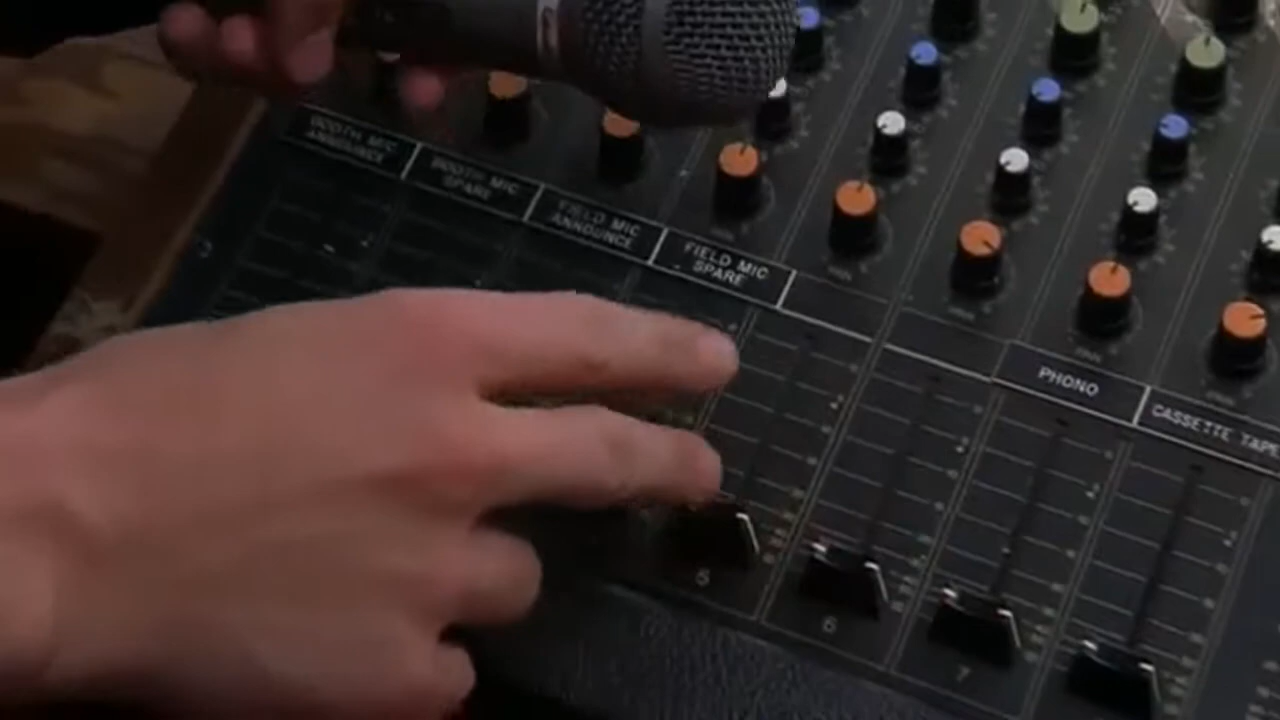 BOOTH MIC
ANNOUNCE
BOOTH MIC
SPARE
FIELD MIC
ANNOUNCE
FIELD MIC
SPARE
PHONO
CASSETTE TAPE
5
6
7